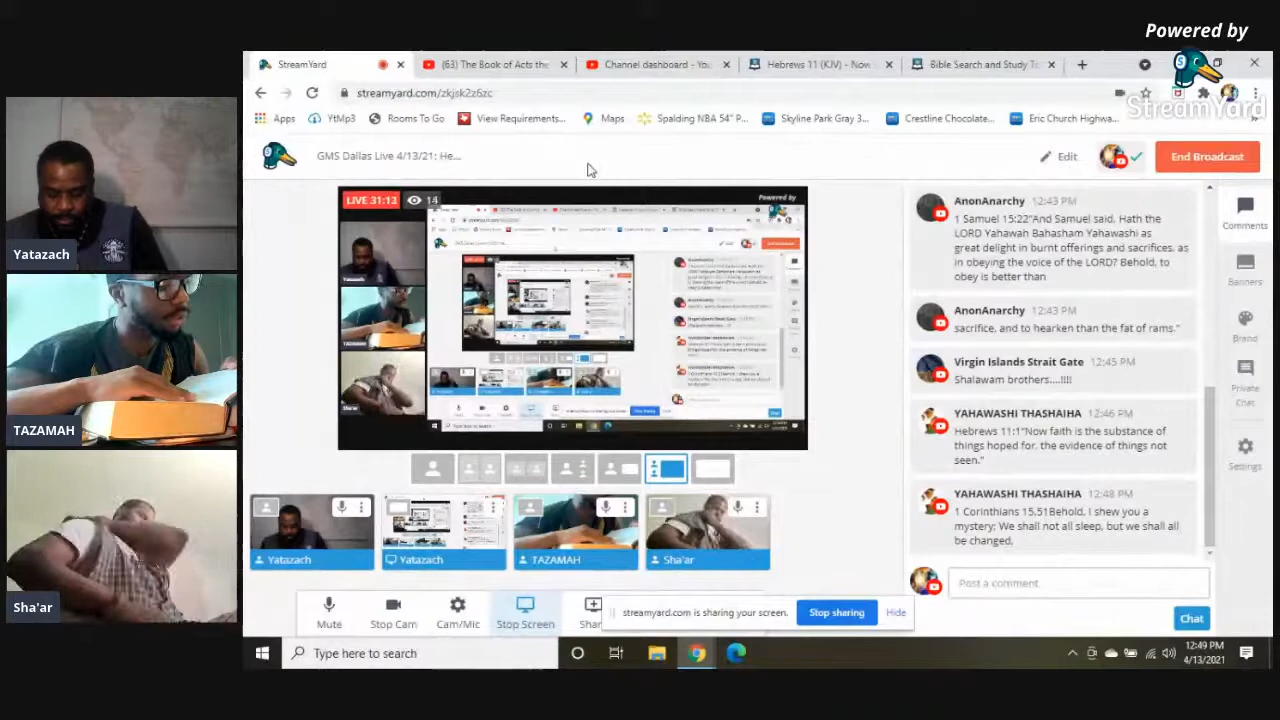 Powered by
StreamYard
StreamYard
(63) The Book of Acts the
Channel dashboard - You
Hebrews 11 (KJV) - Now
Bible Search and Study To
streamyard.com/zkjsk2z6zc
Apps
YtMp3
Rooms To Go
View Requirements...
Maps
Spalding NBA 54" P...
Skyline Park Gray 3...
Crestline Chocolate...
Eric Church Highwa...
GMS Dallas Live 4/13/21: He...
Edit
End Broadcast
Yatazach
TAZAMAH
Sha'ar
LIVE 31:13
14
Powered by
Yatazach
Yatazach
TAZAMAH
Sha'ar
Mute
Stop Cam
Cam/Mic
Stop Screen
Shar
streamyard.com is sharing your screen.
Stop sharing
Hide
AnonAnarchy 12:43 PM
1 Samuel 15:22"And Samuel said, Hath the
LORD Yahawah Bahasham Yahawashi as
great delight in burnt offerings and sacrifices, as
in obeying the voice of the LORD? Behold, to
obey is better than
AnonAnarchy 12:43 PM
sacrifice, and to hearken than the fat of rams."
Virgin Islands Strait Gate 12:45 PM
Shalawam brothers....!!!!
YAHAWASHI THASHAIHA 12:46 PM
Hebrews 11:1"Now faith is the substance of
things hoped for, the evidence of things not
seen."
YAHAWASHI THASHAIHA 12:48 PM
1 Corinthians 15.51Behold, I shew you a
mystery; We shall not all sleep, but we shall all
be changed,
Post a comment
Chat
Comments
Banners
Brand
Private
Chat
Settings
Type here to search
12:49 PM
4/13/2021